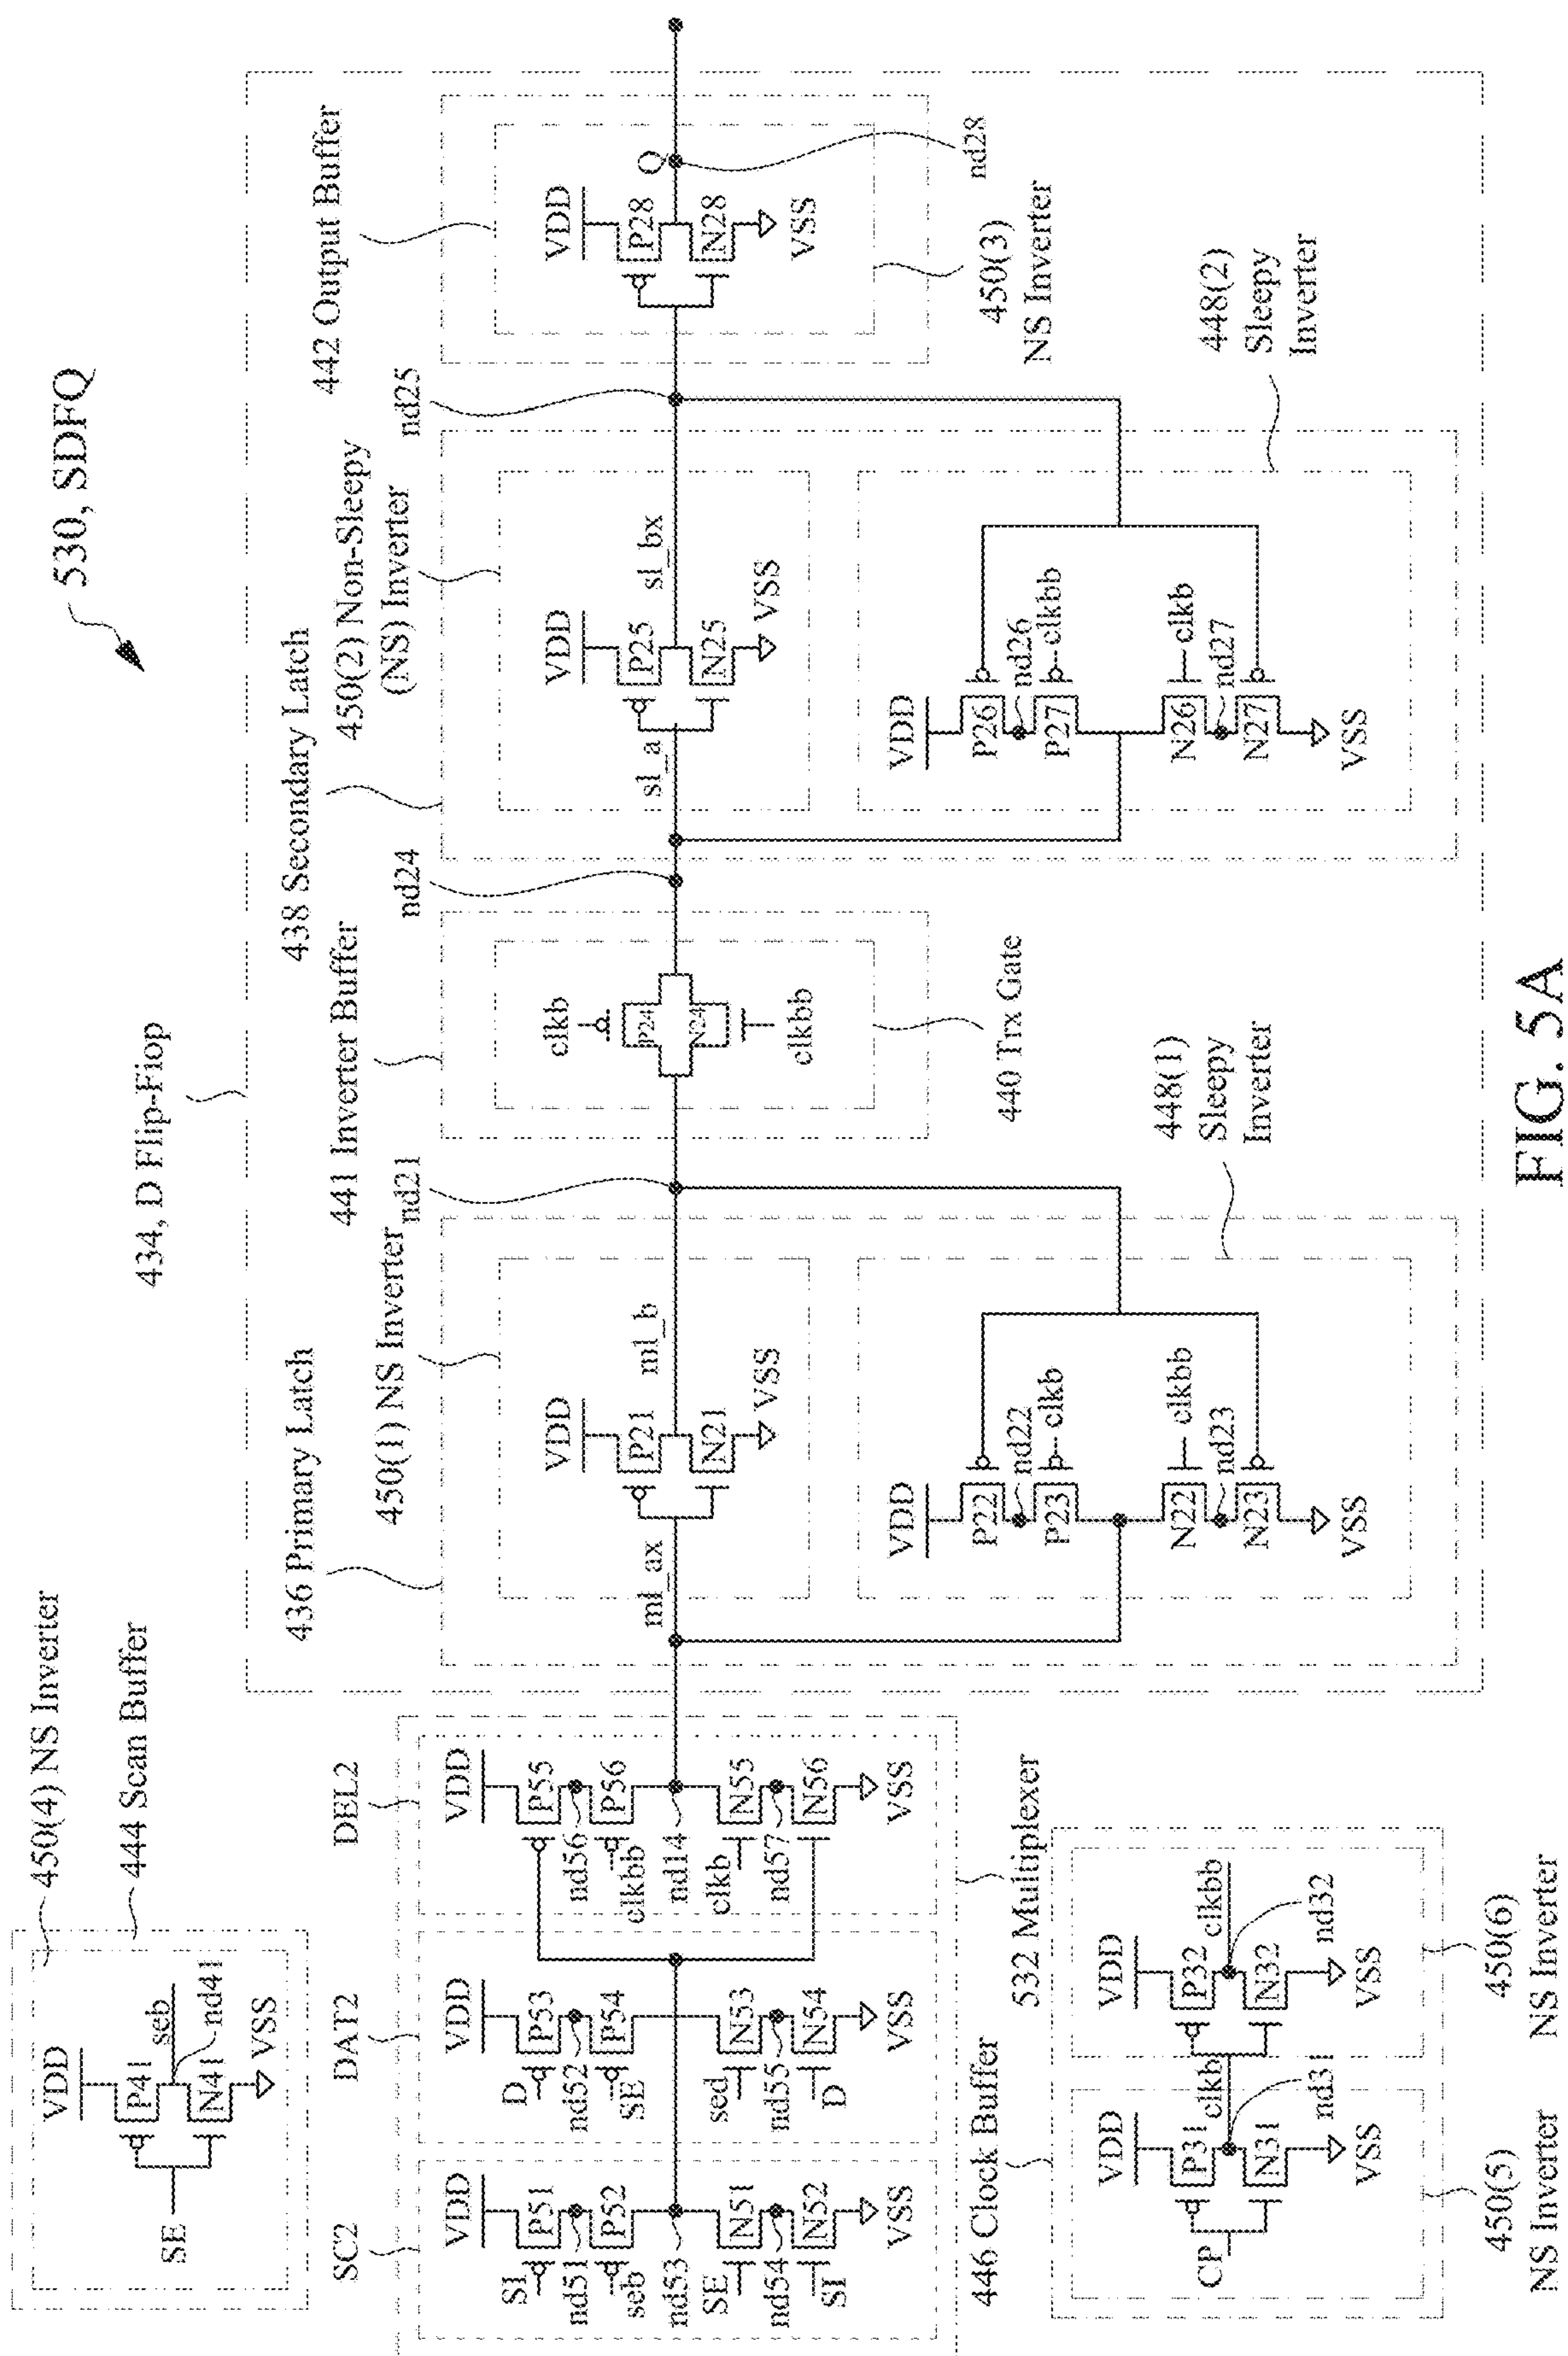 530, SDFQ
450(4) NS Inverter
444 Scan Buffer
VDD
P41
seb
N41
nd41
VSS
SE
434, D Flip-Fiop
436 Primary Latch
450(1) NS Inverter
nd21
441 Inverter Buffer
438 Secondary Latch
nd24
450(2) Non-Sleepy
(NS) Inverter
nd25
442 Output Buffer
SC2
VDD
SI
P51
nd51
P52
seb
nd53
SE
N51
nd54
N52
SI
VSS
DAT2
VDD
D
P53
nd52
P54
SE
sed
N53
nd55
N54
D
VSS
DEL2
VDD
P55
nd56
P56
clkbb
nd14
clkb
N55
nd57
N56
VSS
532 Multiplexer
ml_ax
VDD
P21
N21
VSS
ml_b
VDD
P22
nd22
P23
clkb
N22
clkbb
nd23
N23
VSS
448(1)
Sleepy
Inverter
clkb
P24
N24
clkbb
440 Trx Gate
sl_a
VDD
P25
N25
VSS
sl_bx
VDD
P26
nd26
P27
clkbb
N26
clkb
nd27
N27
VSS
448(2)
Sleepy
Inverter
VDD
P28
N28
VSS
Q
nd28
450(3)
NS Inverter
446 Clock Buffer
CP
VDD
P31
clkb
N31
nd31
VSS
450(5)
NS Inverter
VDD
P32
clkbb
N32
nd32
VSS
450(6)
NS Inverter
FIG. 5A